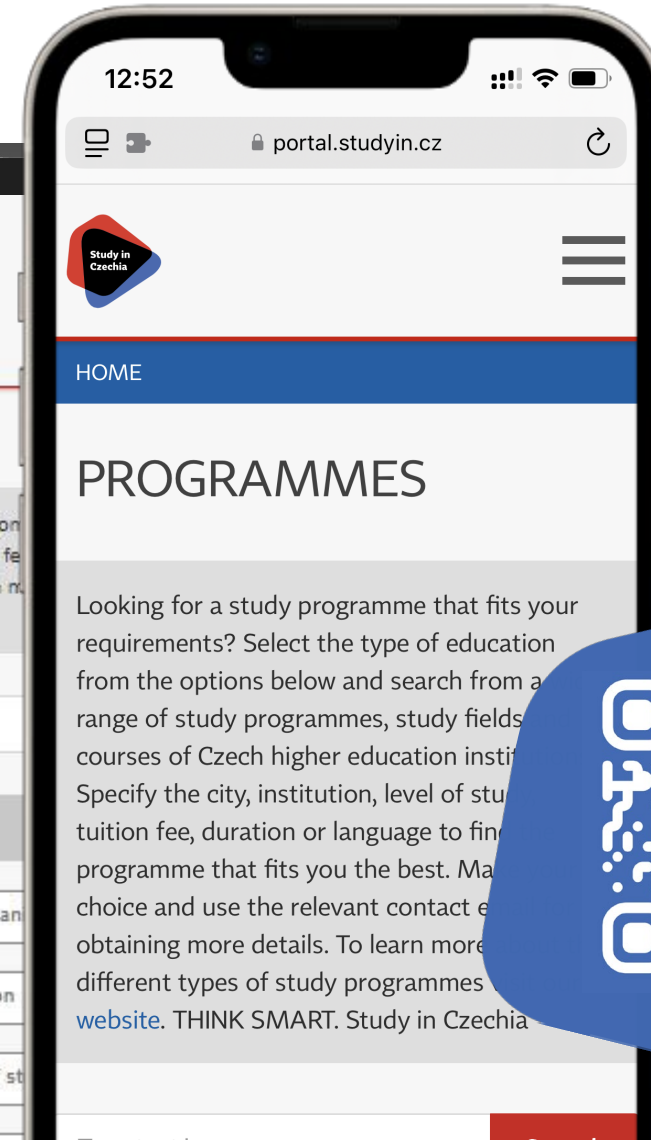 12:52
portal.studyin.cz
Study in
Czechia
HOME
PROGRAMMES
Looking for a study programme that fits your
requirements? Select the type of education
from the options below and search from a
range of study programmes, study fields
courses of Czech higher education
Specify the city, institution, level of
tuition fee, duration or language to
programme that fits you the best.
choice and use the relevant contact
obtaining more details. To learn more
different types of study programmes
website. THINK SMART. Study in Czechia